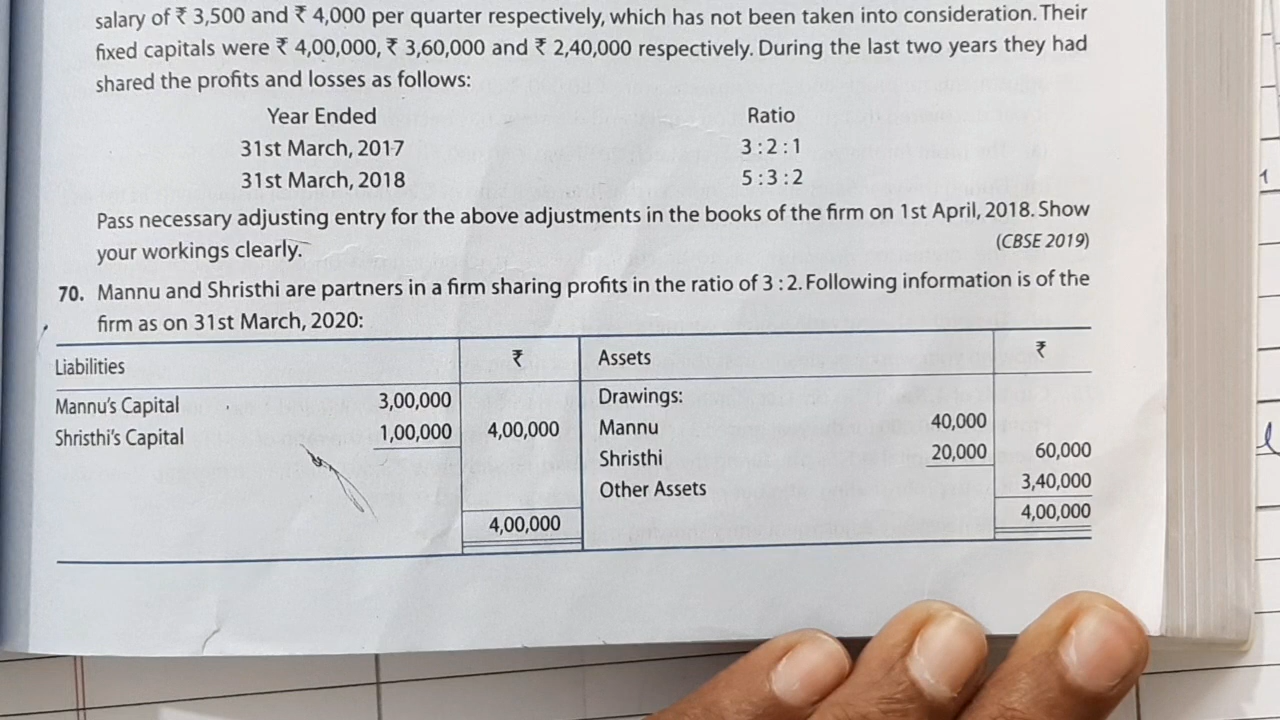 salary of ₹ 3,500 and ₹ 4,000 per quarter respectively, which has not been taken into consideration. Their
fixed capitals were ₹ 4,00,000, ₹ 3,60,000 and ₹ 2,40,000 respectively. During the last two years they had
shared the profits and losses as follows:
Year Ended Ratio
31st March, 2017 3 : 2 : 1
31st March, 2018 5 : 3 : 2
Pass necessary adjusting entry for the above adjustments in the books of the firm on 1st April, 2018. Show
your workings clearly. (CBSE 2019)
70. Mannu and Shristhi are partners in a firm sharing profits in the ratio of 3 : 2. Following information is of the
firm as on 31st March, 2020:
Liabilities ₹ Assets ₹
Mannu's Capital 3,00,000 Drawings:
Shristhi's Capital 1,00,000 4,00,000 Mannu 40,000
Shristhi 20,000 60,000
Other Assets 3,40,000
4,00,000 4,00,000